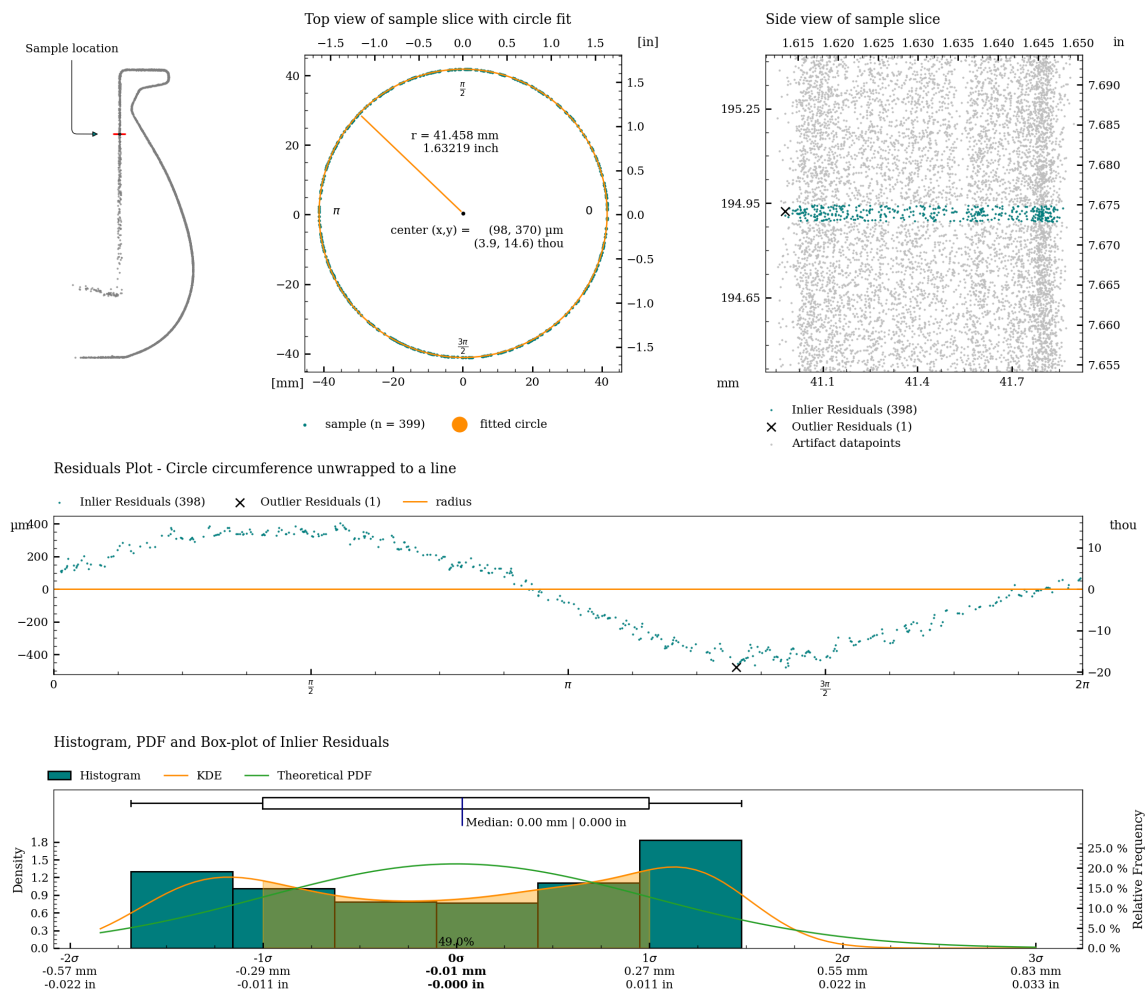 Sample location
Top view of sample slice with circle fit
−1.5 −1.0 −0.5 0.0 0.5 1.0 1.5 [in]
40
20
0
−20
−40
1.5
1.0
0.5
0.0
−0.5
−1.0
−1.5
π/2
r = 41.458 mm
1.63219 inch
π
0
center (x,y) = (98, 370) µm
(3.9, 14.6) thou
3π/2
[mm] −40 −20 0 20 40
sample (n = 399) fitted circle
Side view of sample slice
1.615 1.620 1.625 1.630 1.635 1.640 1.645 1.650 in
195.25
194.95
194.65
7.690
7.685
7.680
7.675
7.670
7.665
7.660
7.655
mm 41.1 41.4 41.7 mm
Inlier Residuals (398)
Outlier Residuals (1)
Artifact datapoints
Residuals Plot - Circle circumference unwrapped to a line
Inlier Residuals (398) Outlier Residuals (1) radius
µm thou
400
200
0
−200
−400
10
0
−10
−20
0 π/2 π 3π/2 2π
Histogram, PDF and Box-plot of Inlier Residuals
Histogram KDE Theoretical PDF
Median: 0.00 mm | 0.000 in
Density
1.8
1.5
1.2
0.9
0.6
0.3
0.0
Relative Frequency
25.0 %
20.0 %
15.0 %
10.0 %
5.0 %
0.0 %
49.0%
-2σ -1σ 0σ 1σ 2σ 3σ
-0.57 mm -0.29 mm -0.01 mm 0.27 mm 0.55 mm 0.83 mm
-0.022 in -0.011 in -0.000 in 0.011 in 0.022 in 0.033 in